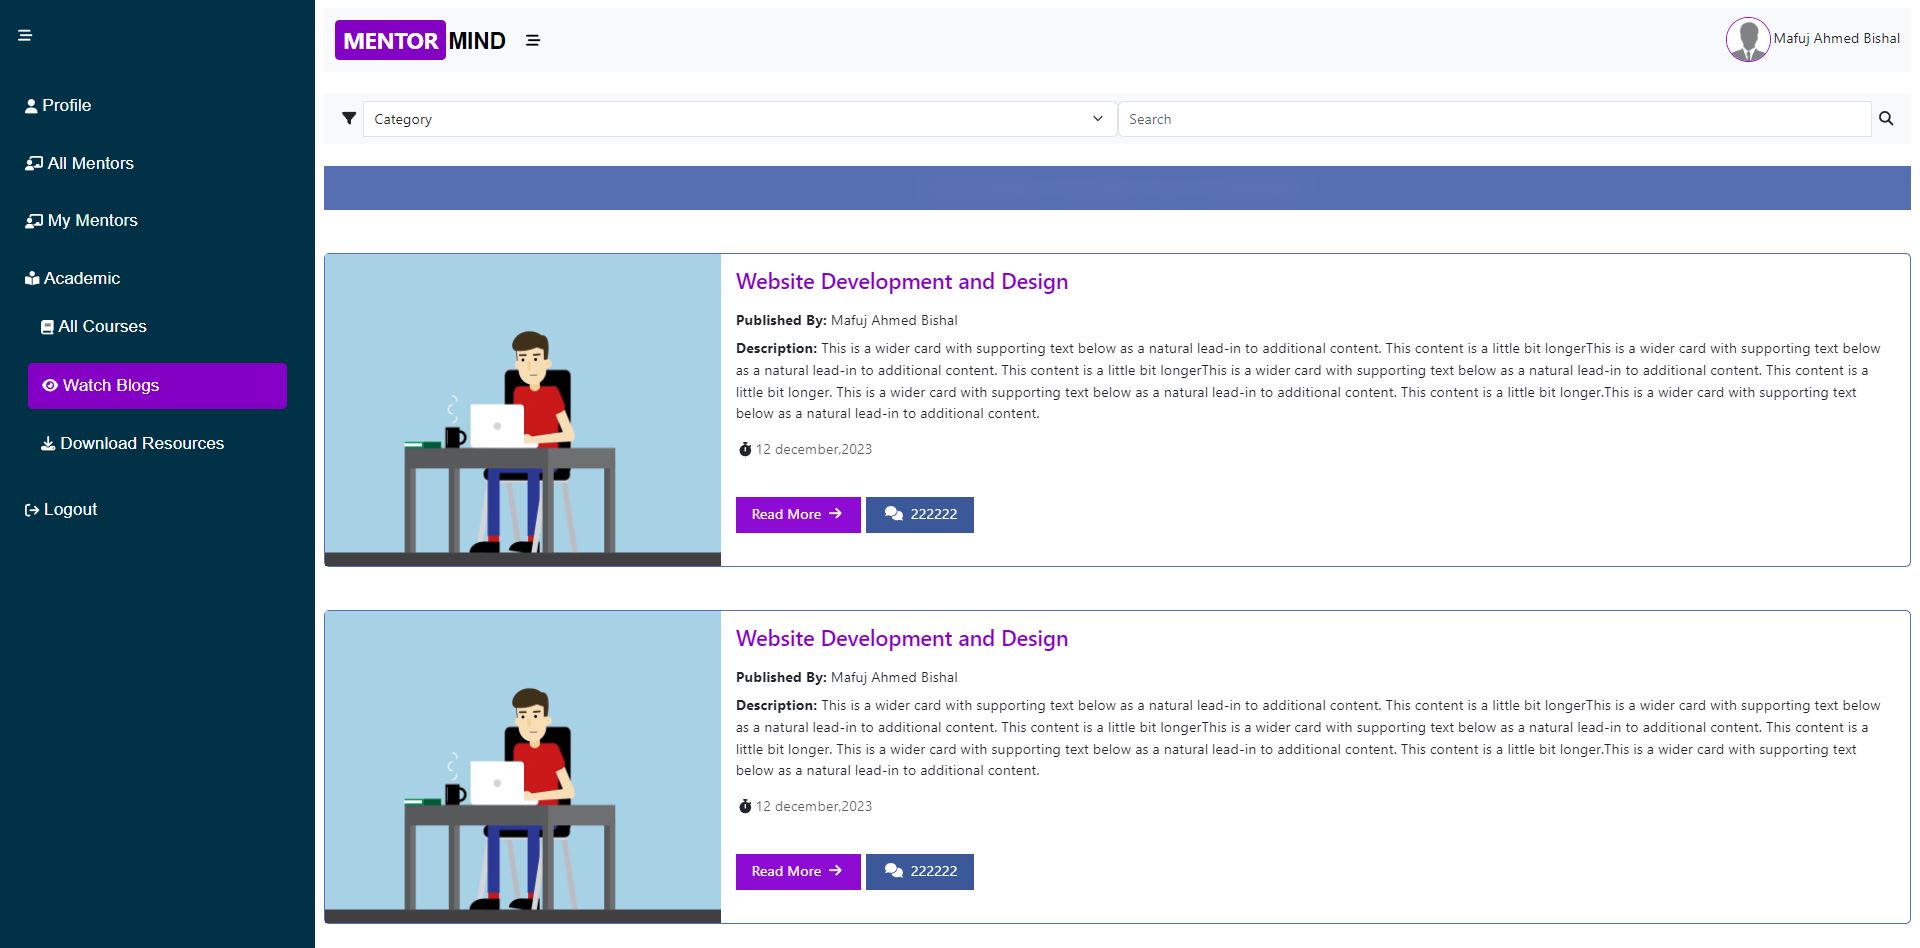 Profile
All Mentors
My Mentors
Academic
All Courses
Watch Blogs
Download Resources
Logout
MENTOR MIND
Mafuj Ahmed Bishal
Category
Search
Website Development and Design
Published By: Mafuj Ahmed Bishal
Description: This is a wider card with supporting text below as a natural lead-in to additional content. This content is a little bit longerThis is a wider card with supporting text below
as a natural lead-in to additional content. This content is a little bit longerThis is a wider card with supporting text below as a natural lead-in to additional content. This content is a
little bit longer. This is a wider card with supporting text below as a natural lead-in to additional content. This content is a little bit longer.This is a wider card with supporting text
below as a natural lead-in to additional content.
12 december,2023
Read More
222222
Website Development and Design
Published By: Mafuj Ahmed Bishal
Description: This is a wider card with supporting text below as a natural lead-in to additional content. This content is a little bit longerThis is a wider card with supporting text below
as a natural lead-in to additional content. This content is a little bit longerThis is a wider card with supporting text below as a natural lead-in to additional content. This content is a
little bit longer. This is a wider card with supporting text below as a natural lead-in to additional content. This content is a little bit longer.This is a wider card with supporting text
below as a natural lead-in to additional content.
12 december,2023
Read More
222222